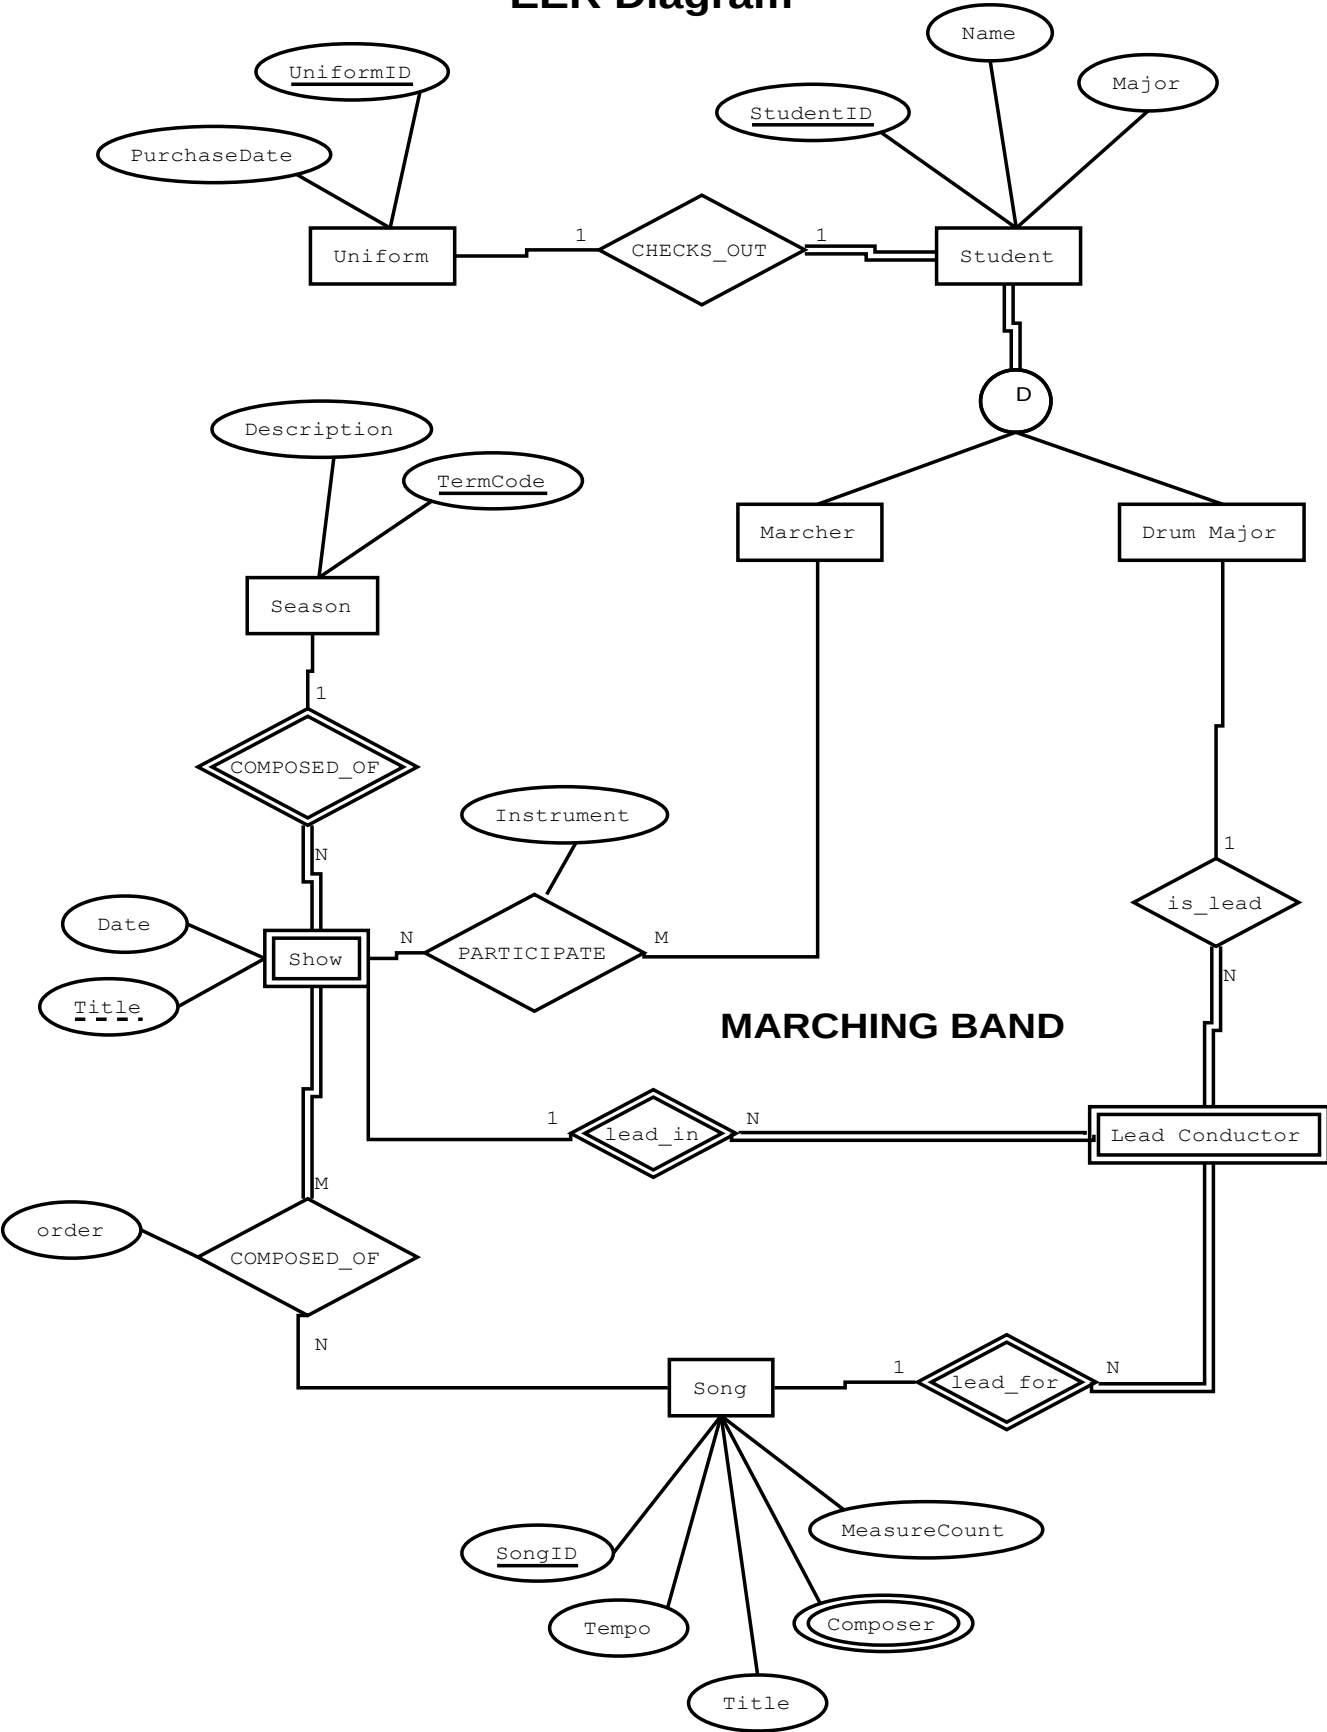 EER Diagram
Name
UniformID
Major
StudentID
PurchaseDate
1
1
CHECKS_OUT
Uniform
Student
D
Description
TermCode
Marcher
Drum Major
Season
1
COMPOSED_OF
Instrument
1
N
is_lead
Date
N
M
PARTICIPATE
Show
N
Title
MARCHING BAND
1
N
lead_in
Lead Conductor
M
order
COMPOSED_OF
N
1
N
lead_for
Song
MeasureCount
SongID
Composer
Tempo
Title